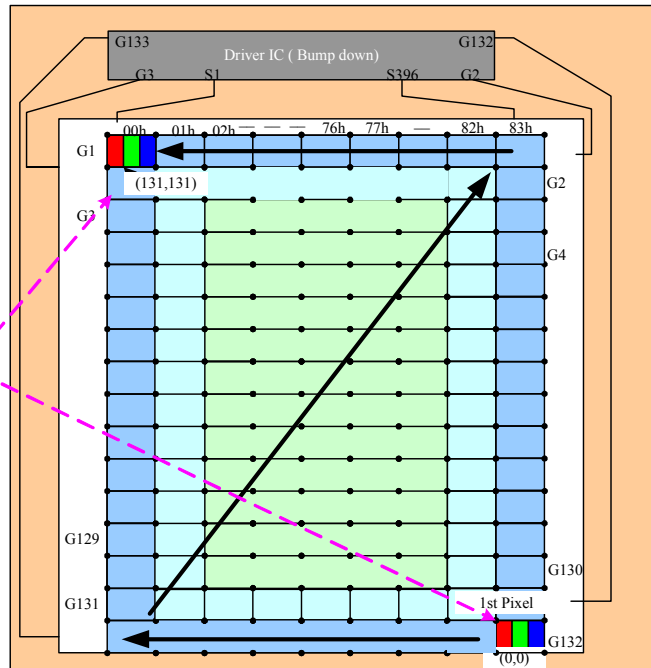 G133 G132
Driver IC ( Bump down)
G3 S1 S396 G2
00h 01h 02h — — — — 76h 77h — 82h 83h
G1
(131,131) G2
G3
G4
G129
G130
G131 1st Pixel
G132
(0,0)